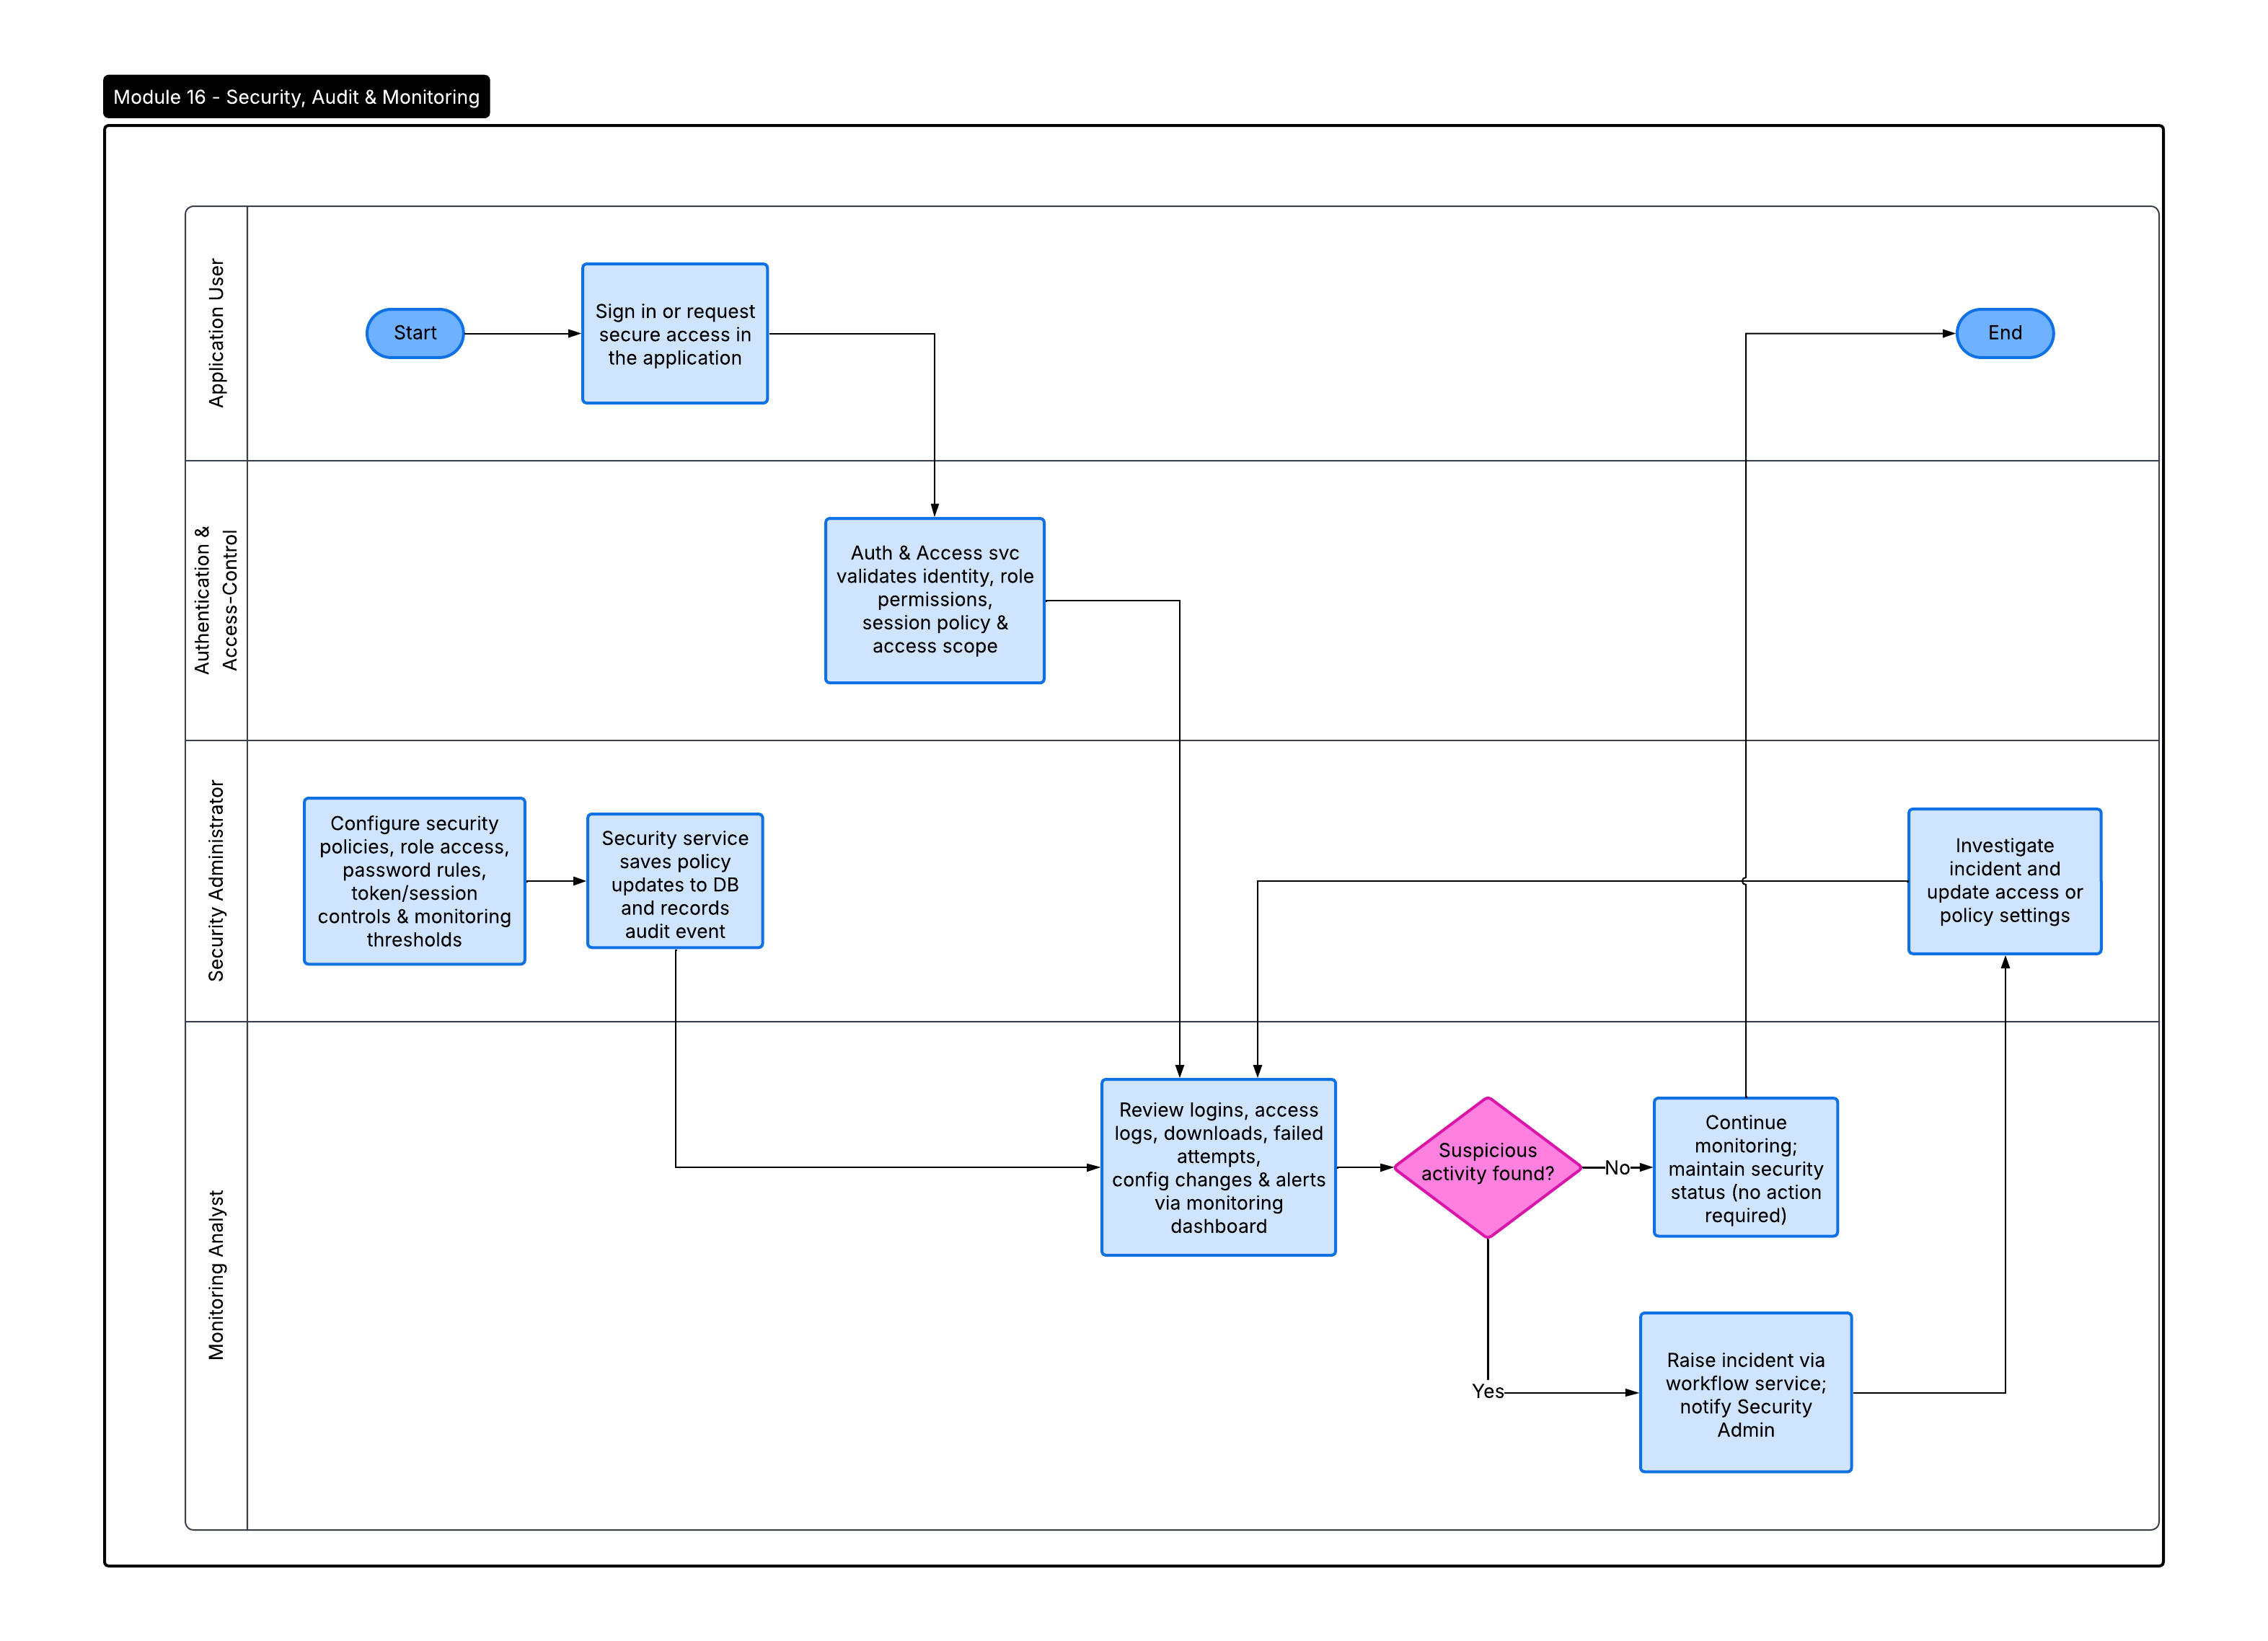 Module 16 - Security, Audit & Monitoring
Application User
Start
Sign in or request
secure access in
the application
End
Authentication &
Access-Control
Auth & Access svc
validates identity, role
permissions,
session policy &
access scope
Security Administrator
Configure security
policies, role access,
password rules,
token/session
controls & monitoring
thresholds
Security service
saves policy
updates to DB
and records
audit event
Investigate
incident and
update access or
policy settings
Monitoring Analyst
Review logins, access
logs, downloads, failed
attempts,
config changes & alerts
via monitoring
dashboard
Suspicious
activity found?
No
Continue
monitoring;
maintain security
status (no action
required)
Yes
Raise incident via
workflow service;
notify Security
Admin